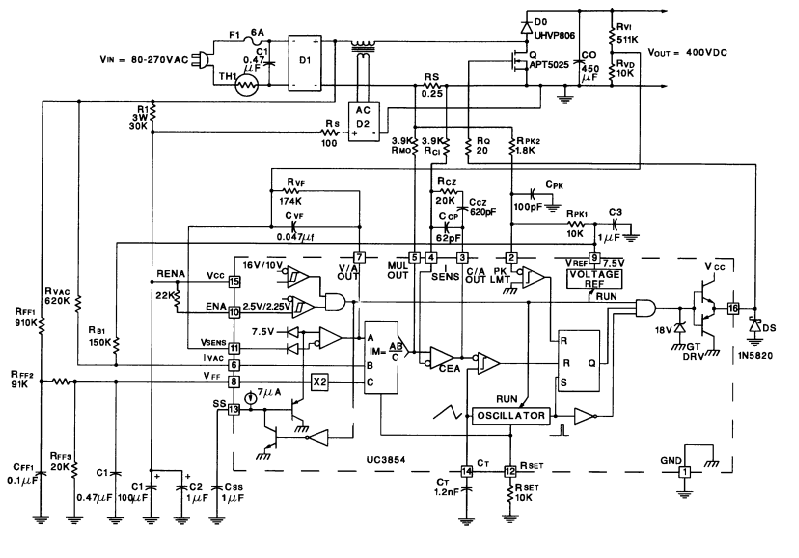 D0
UHVP806
RVI
511K
F1 6A
C1
0.47
μF
D1
VIN = 80-270VAC
Q
APT5025
CO
450
μF
VOUT = 400VDC
RVD
10K
TH1
RS
0.25
R1
3W
30K
RS
100
+
AC
D2
-
3.9K
RMO
3.9K
RCI
RQ
20
RPK2
1.8K
RVF
174K
CVF
0.047μf
RCZ
20K
CCZ
620pF
CCP
62pF
CPK
100pF
RPK1
10K
C3
1μF
7
5
4
3
2
9
V/A
OUT
MUL
OUT
I
SENS
C/A
OUT
PK
LMT
VREF 7.5V
VOLTAGE
REF
VCC
RENA
22K
VCC
15
16V/10V
ENA
10
2.5V/2.25V
RUN
RVAC
620K
RFF1
910K
RB1
150K
VSENS
11
7.5V
IVAC
6
A
B
C
IM= AB
C
CEA
R
R
S
Q
16
18V
GT
DRV
DS
1N5820
RFF2
91K
VFF
8
X2
7μA
SS
13
RUN
OSCILLATOR
UC3854
GND
1
CFF1
0.1μF
RFF3
20K
C1
0.47μF
C1
100μF
+
C2
1μF
+
CSS
1μF
14
CT
12
RSET
CT
1.2nF
RSET
10K